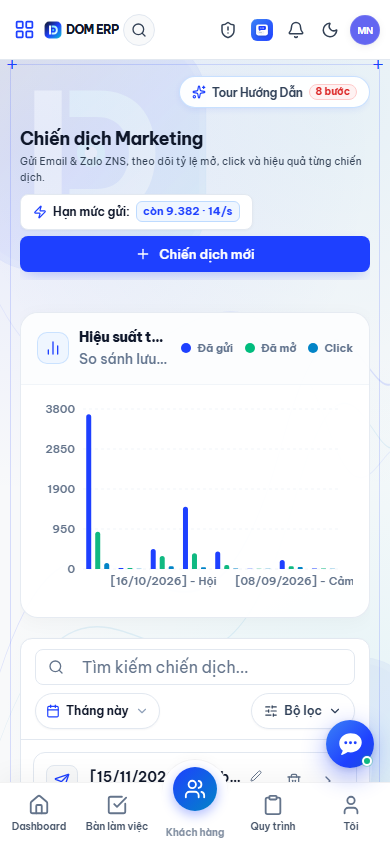 DOM ERP
MN
Tour Hướng Dẫn 8 bước
Chiến dịch Marketing
Gửi Email & Zalo ZNS, theo dõi tỷ lệ mở, click và hiệu quả từng chiến
dịch.
Hạn mức gửi: còn 9.382 · 14/s
Chiến dịch mới
Hiệu suất t...
So sánh lưu...
Đã gửi Đã mở Click
3800
2850
1900
950
0
[16/10/2026] - Hội [08/09/2026] - Cảm
Tìm kiếm chiến dịch...
Tháng này Bộ lọc
[15/11/202
Dashboard Bàn làm việc Khách hàng Quy trình Tôi